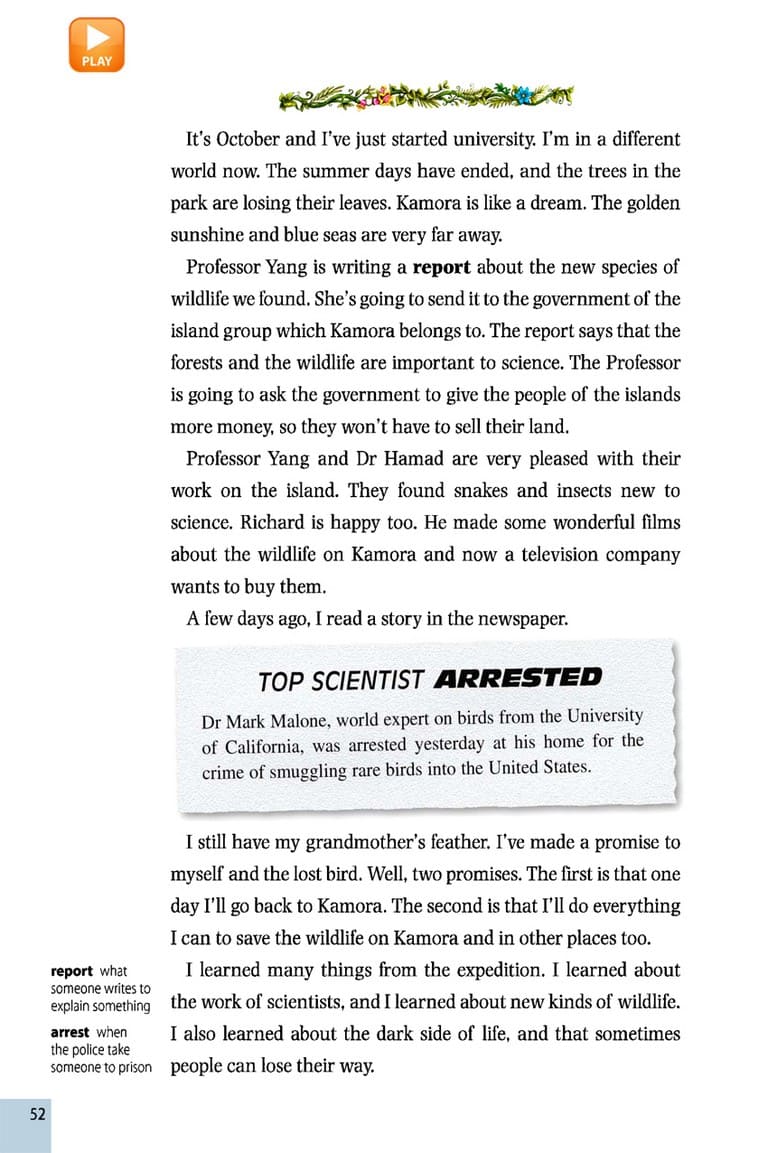 PLAY
It's October and I've just started university. I'm in a different
world now. The summer days have ended, and the trees in the
park are losing their leaves. Kamora is like a dream. The golden
sunshine and blue seas are very far away.
Professor Yang is writing a report about the new species of
wildlife we found. She's going to send it to the government of the
island group which Kamora belongs to. The report says that the
forests and the wildlife are important to science. The Professor
is going to ask the government to give the people of the islands
more money, so they won't have to sell their land.
Professor Yang and Dr Hamad are very pleased with their
work on the island. They found snakes and insects new to
science. Richard is happy too. He made some wonderful films
about the wildlife on Kamora and now a television company
wants to buy them.
A few days ago, I read a story in the newspaper.
TOP SCIENTIST ARRESTED
Dr Mark Malone, world expert on birds from the University
of California, was arrested yesterday at his home for the
crime of smuggling rare birds into the United States.
I still have my grandmother's feather. I've made a promise to
myself and the lost bird. Well, two promises. The first is that one
day I'll go back to Kamora. The second is that I'll do everything
I can to save the wildlife on Kamora and in other places too.
I learned many things from the expedition. I learned about
the work of scientists, and I learned about new kinds of wildlife.
I also learned about the dark side of life, and that sometimes
people can lose their way.
report what
someone writes to
explain something
arrest when
the police take
someone to prison
52